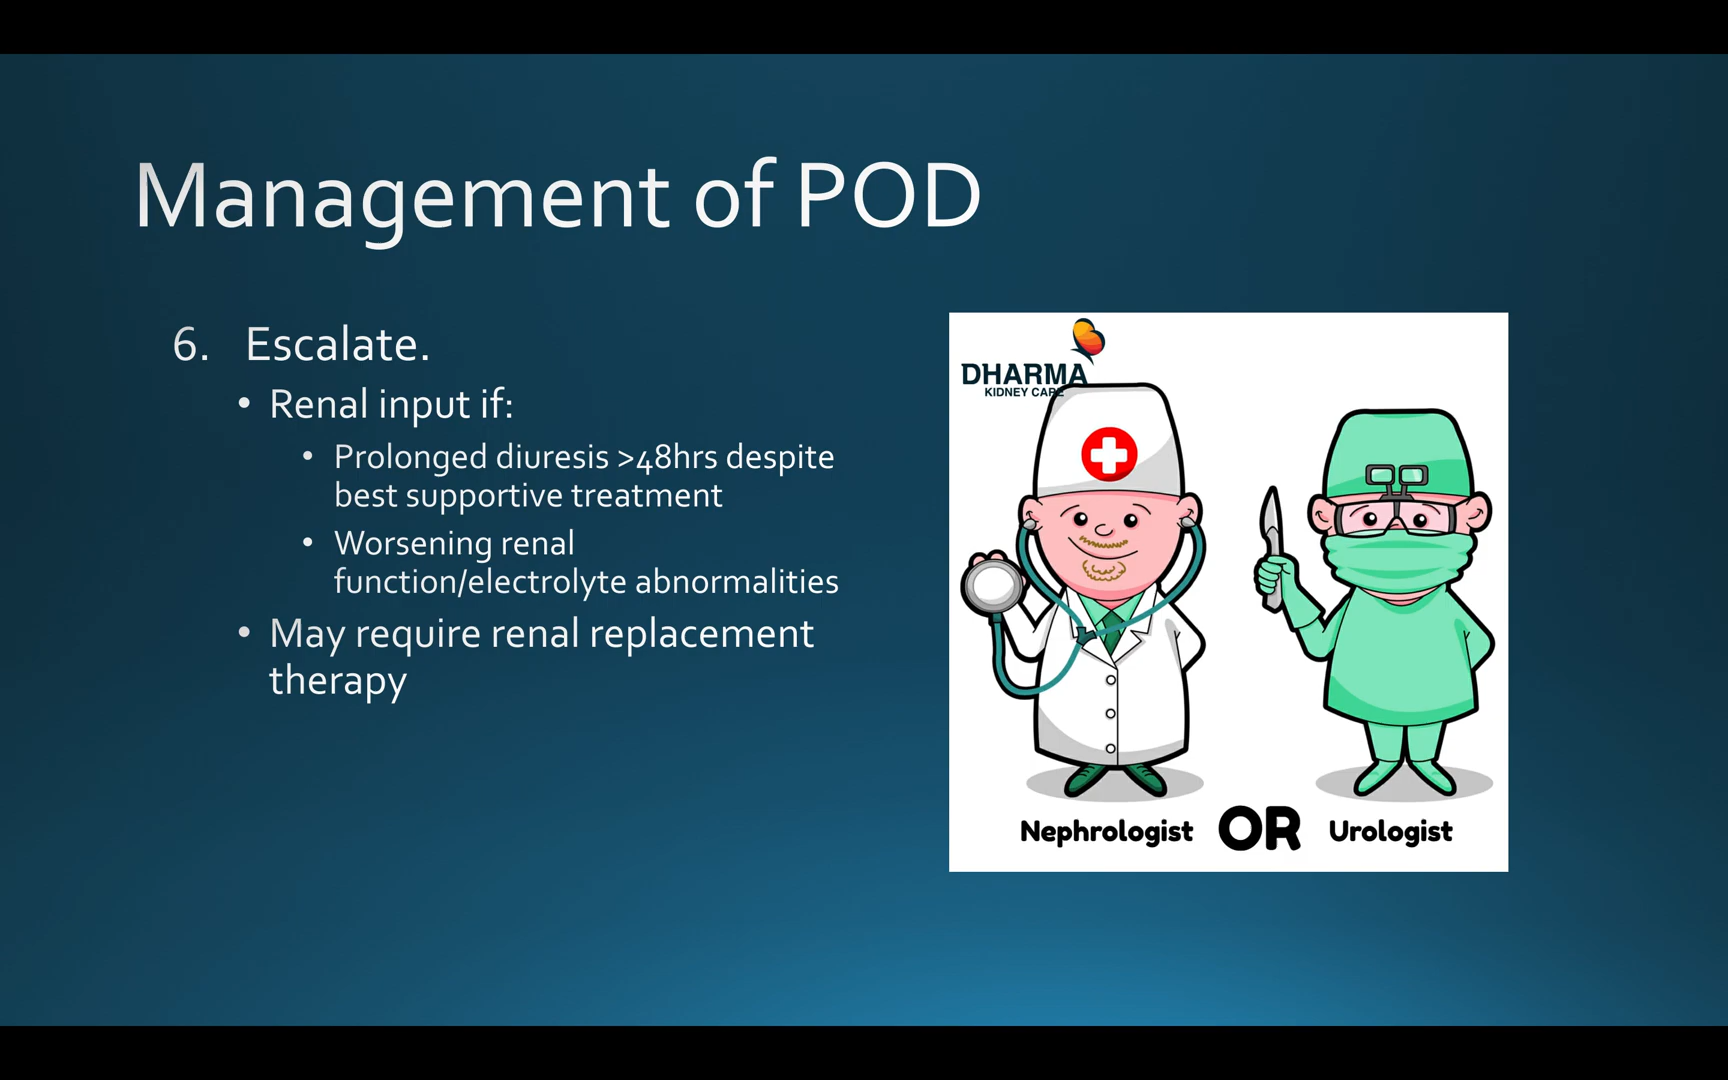 Management of POD
6. Escalate.
• Renal input if:
• Prolonged diuresis >48hrs despite
best supportive treatment
• Worsening renal
function/electrolyte abnormalities
• May require renal replacement
therapy
DHARMA
KIDNEY CARE
Nephrologist OR Urologist